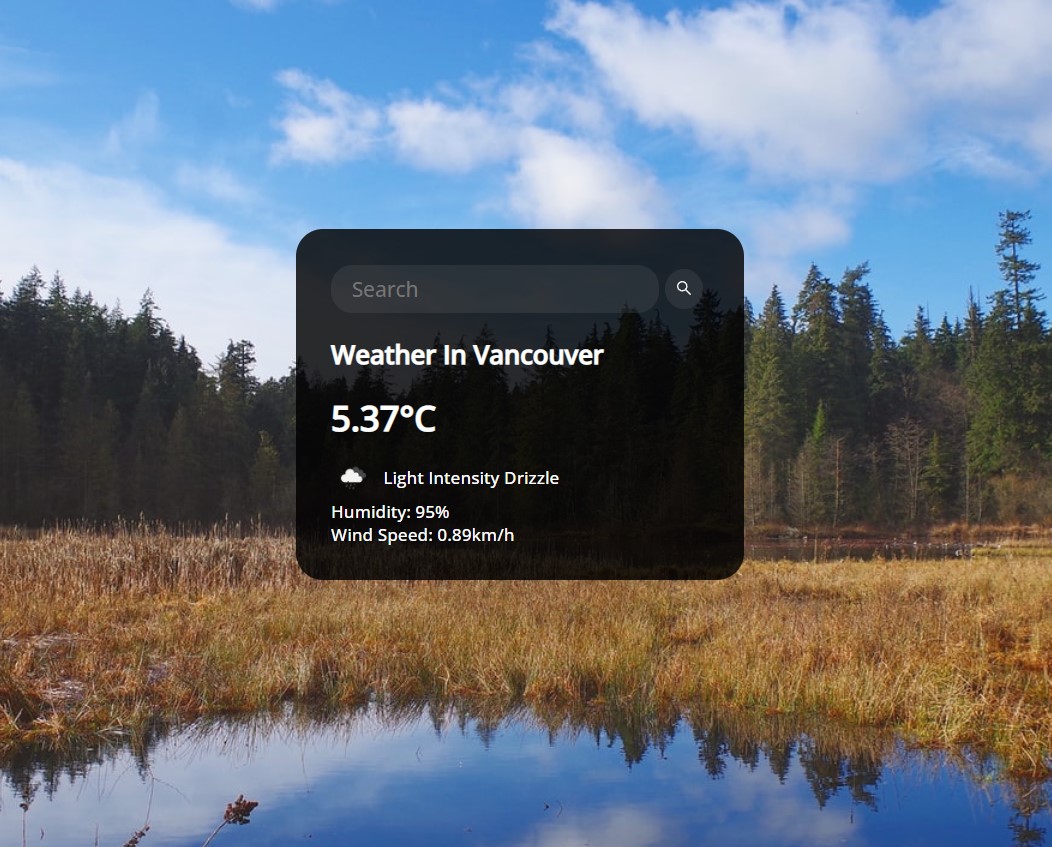 Search
Weather In Vancouver
5.37°C
Light Intensity Drizzle
Humidity: 95%
Wind Speed: 0.89km/h